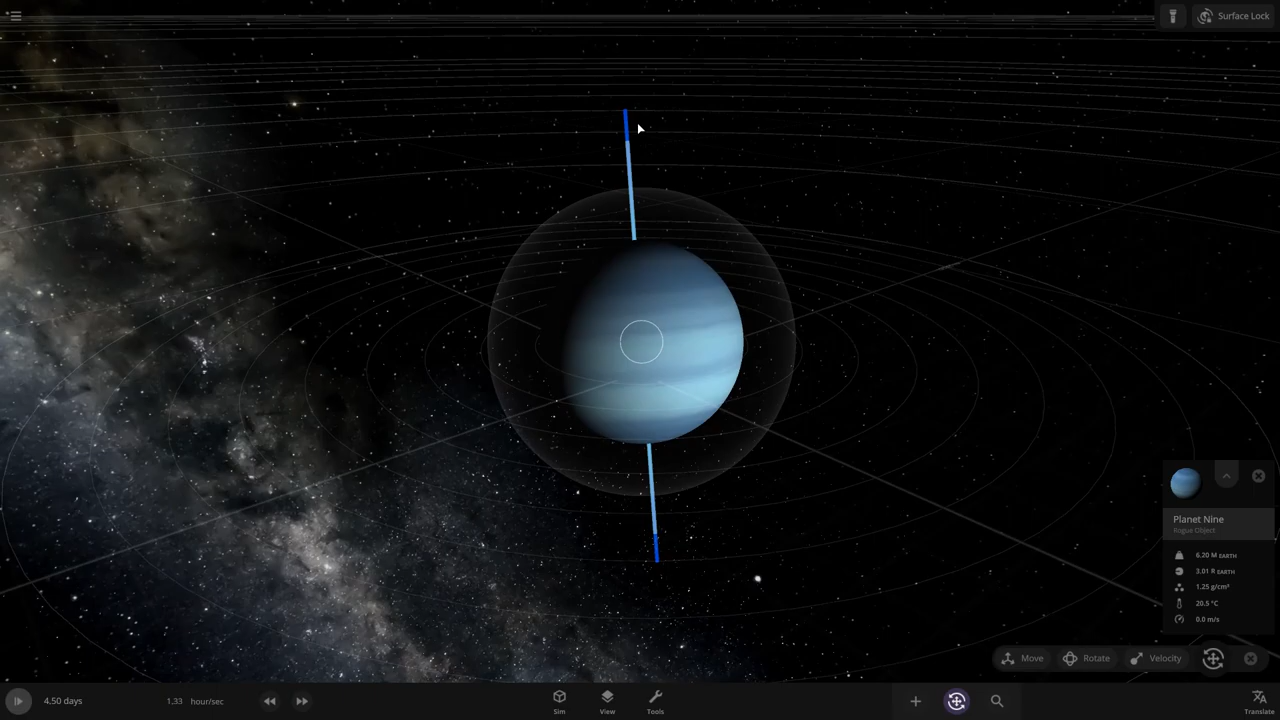 Surface Lock
Planet Nine
Rogue Object
6.20 M EARTH
3.01 R EARTH
1.25 g/cm³
20.5 °C
0.0 m/s
Move
Rotate
Velocity
4,50 days
1,33 hour/sec
Sim
View
Tools
Translate